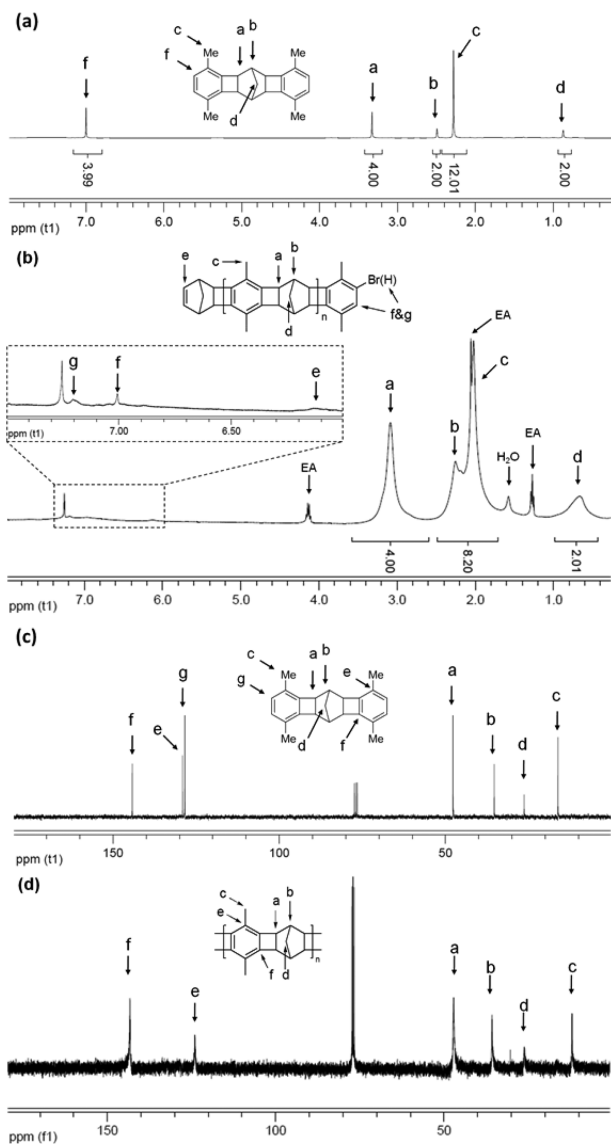 (a)
c
Me
a
b
f
Me
d
Me
Me
f
a
b
c
d
3.99
4.00
2.00
12.01
2.00
7.0
6.0
5.0
4.0
3.0
2.0
1.0
ppm (t1)
(b)
e
c
a
b
Br(H)
n
d
f&g
EA
g
f
e
ppm (t1)
7.00
6.50
a
b
c
EA
H₂O
EA
d
4.00
8.20
2.01
7.0
6.0
5.0
4.0
3.0
2.0
1.0
ppm (t1)
(c)
c
Me
a
b
e
Me
g
d
f
Me
Me
f
e
g
a
b
d
c
150
100
50
ppm (t1)
(d)
c
e
a
b
f
d
n
f
e
a
b
d
c
150
100
50
ppm (f1)